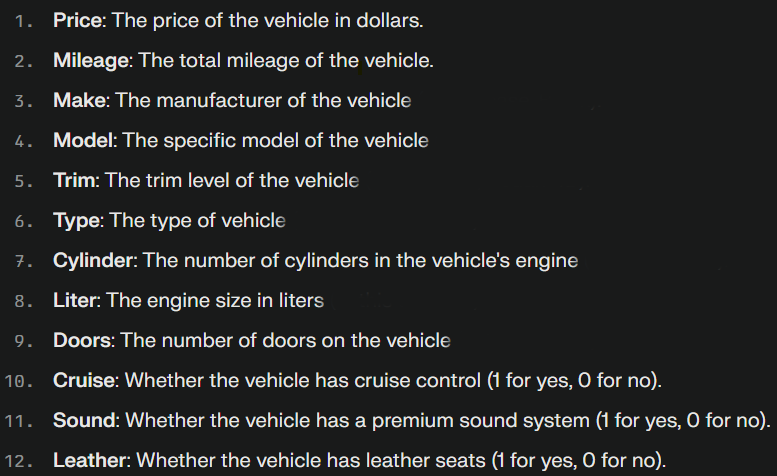 1. Price: The price of the vehicle in dollars.
2. Mileage: The total mileage of the vehicle.
3. Make: The manufacturer of the vehicle
4. Model: The specific model of the vehicle
5. Trim: The trim level of the vehicle
6. Type: The type of vehicle
7. Cylinder: The number of cylinders in the vehicle's engine
8. Liter: The engine size in liters
9. Doors: The number of doors on the vehicle
10. Cruise: Whether the vehicle has cruise control (1 for yes, 0 for no).
11. Sound: Whether the vehicle has a premium sound system (1 for yes, 0 for no).
12. Leather: Whether the vehicle has leather seats (1 for yes, 0 for no).